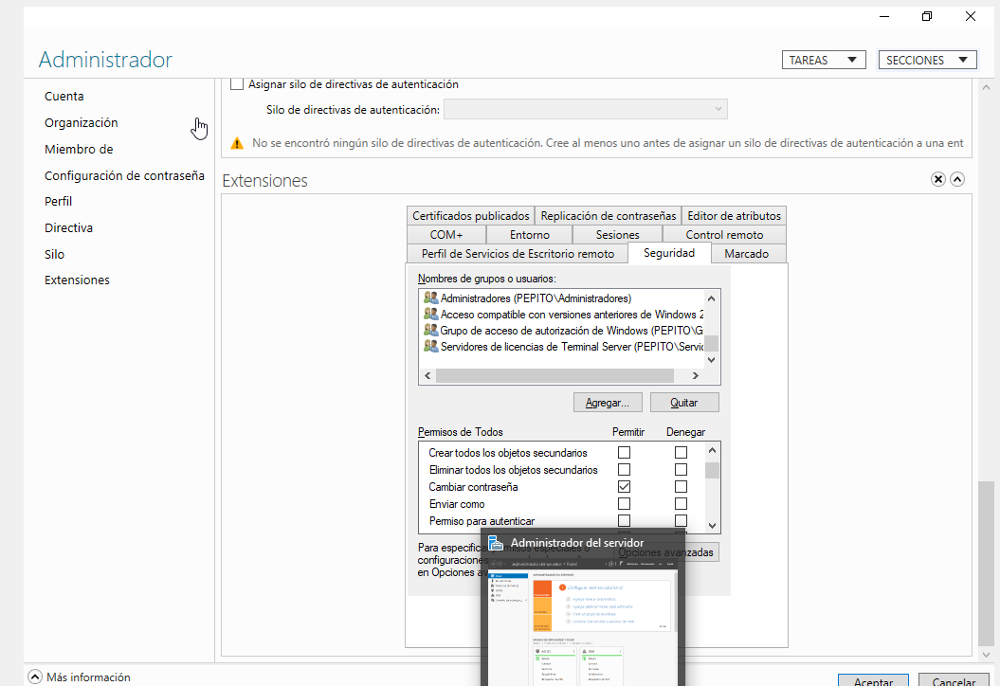 Administrador
TAREAS
SECCIONES
Cuenta
Organización
Miembro de
Configuración de contraseña
Perfil
Directiva
Silo
Extensiones
Asignar silo de directivas de autenticación
Silo de directivas de autenticación:
No se encontró ningún silo de directivas de autenticación. Cree al menos uno antes de asignar un silo de directivas de autenticación a una ent
Extensiones
Certificados publicados Replicación de contraseñas Editor de atributos
COM+ Entorno Sesiones Control remoto
Perfil de Servicios de Escritorio remoto Seguridad Marcado
Nombres de grupos o usuarios:
Administradores (PEPITO\Administradores)
Acceso compatible con versiones anteriores de Windows 2
Grupo de acceso de autorización de Windows (PEPITO\G
Servidores de licencias de Terminal Server (PEPITO\Servic
Agregar... Quitar
Permisos de Todos Permitir Denegar
Crear todos los objetos secundarios
Eliminar todos los objetos secundarios
Cambiar contraseña
Enviar como
Permiso para autenticar
Para especificar permisos especiales o
configuraciones
en Opciones av
Opciones avanzadas
Administrador del servidor
Más información
Aceptar Cancelar